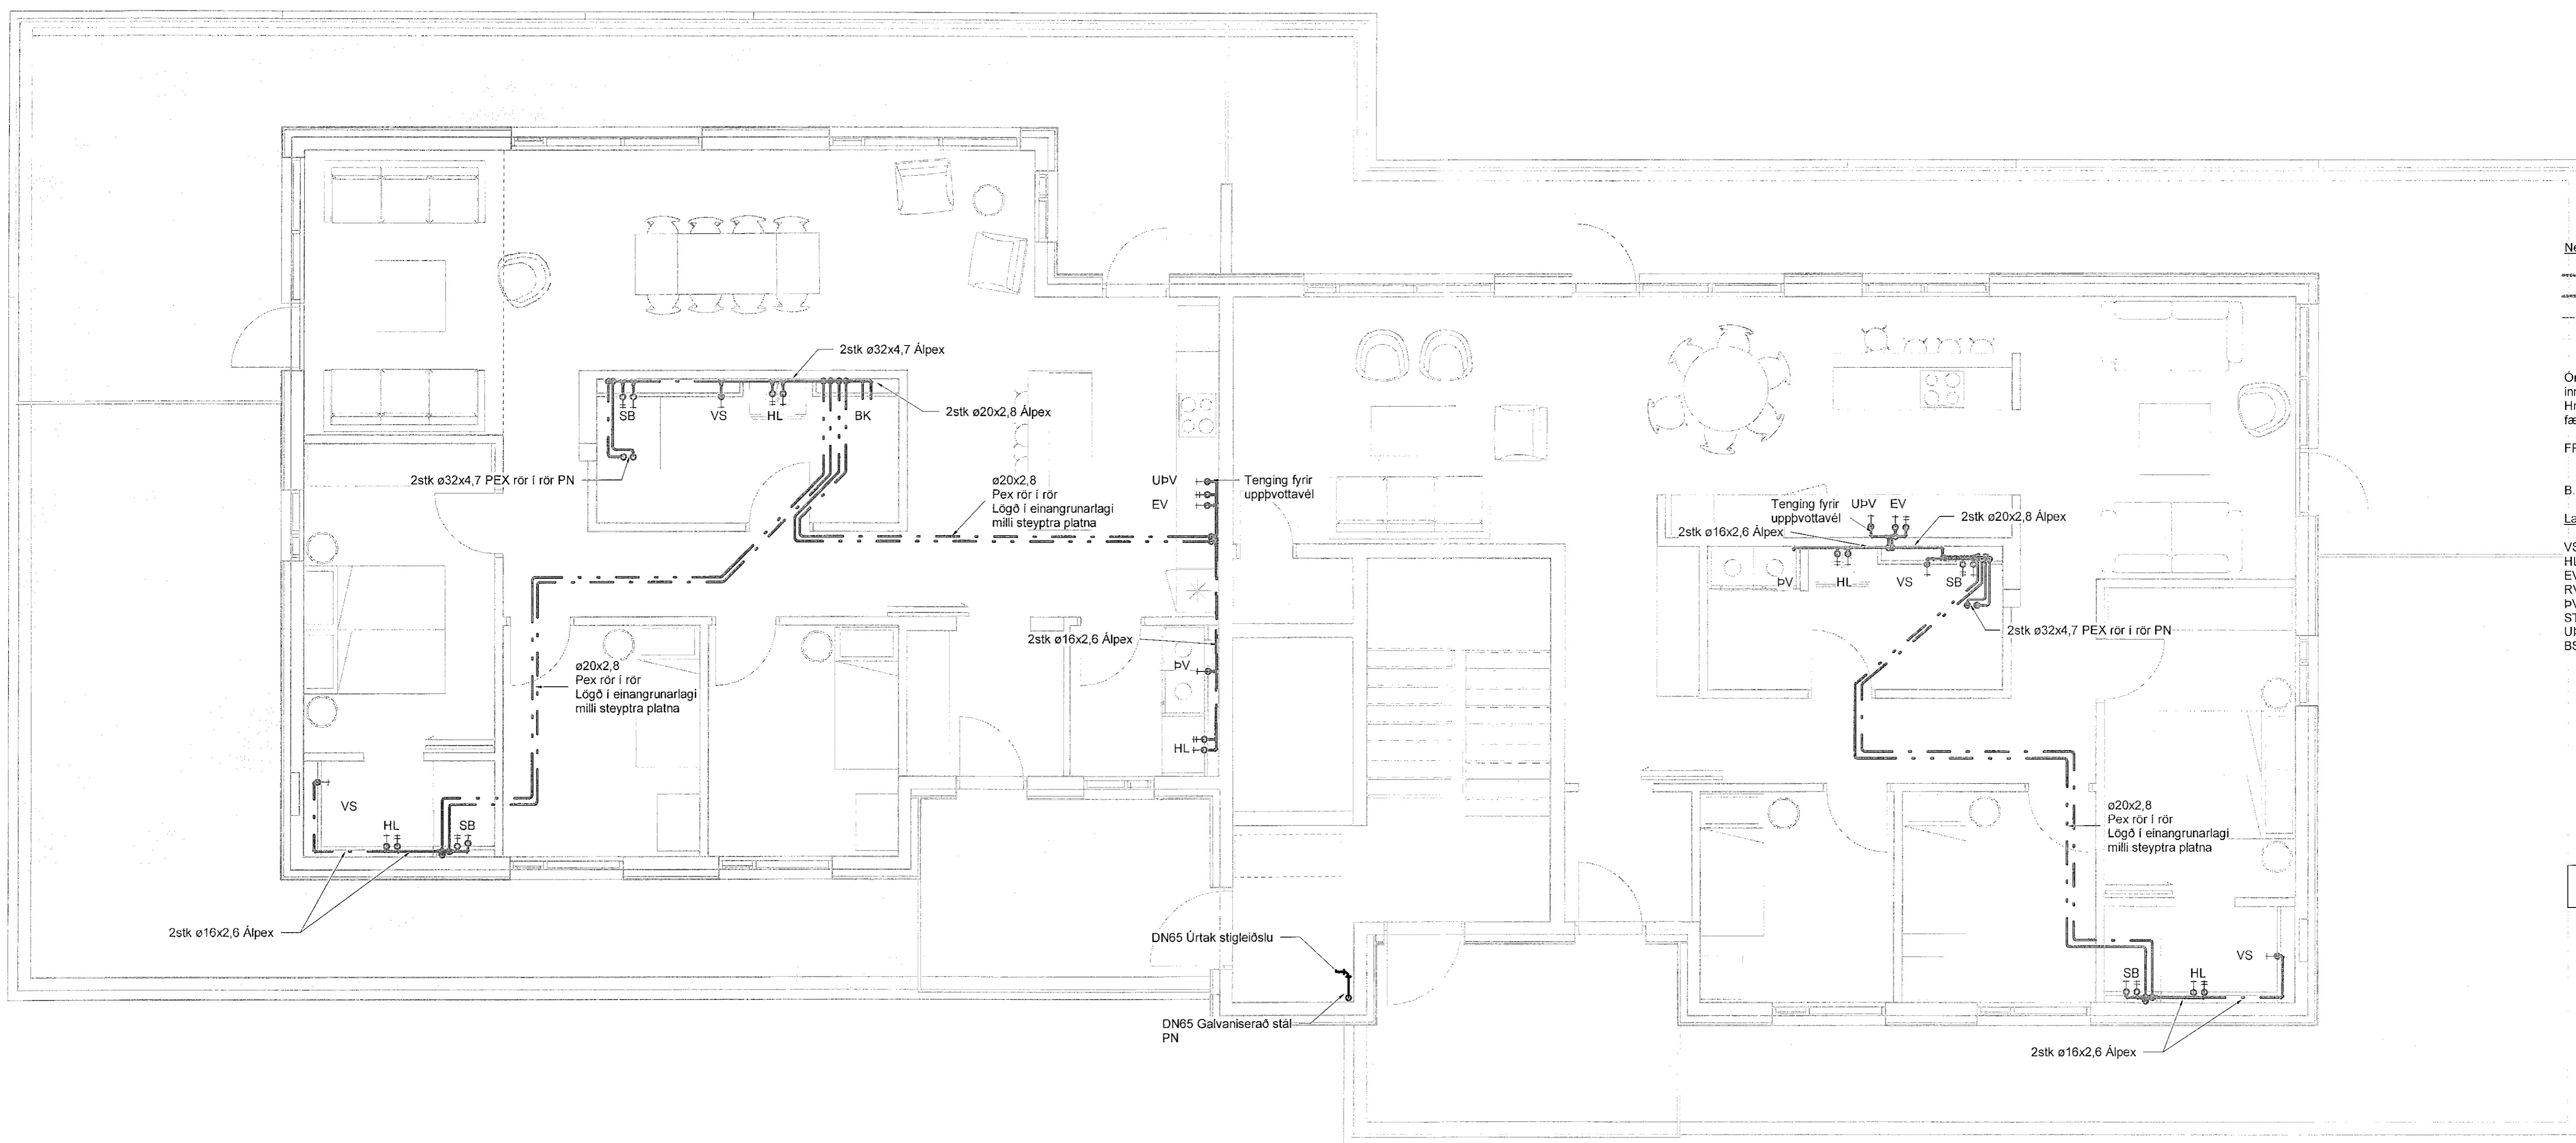 2stk ø32x4,7 Álpex
2stk ø20x2,8 Álpex
SB
VS
HL
BK
2stk ø32x4,7 PEX rör í rör PN
ø20x2,8
Pex rör í rör
Lögð í einangrunarlagi
milli steyptra platna
UÞV
EV
Tenging fyrir
uppþvottavél
2stk ø16x2,6 Álpex
ÞV
HL
ø20x2,8
Pex rör í rör
Lögð í einangrunarlagi
milli steyptra platna
VS
HL
SB
2stk ø16x2,6 Álpex
DN65 Úrtak stigleiðslu
DN65 Galvaniserað stál
PN
Tenging fyrir
uppþvottavél
UÞV
EV
2stk ø20x2,8 Álpex
2stk ø16x2,6 Álpex
ÞV
HL
VS
SB
2stk ø32x4,7 PEX rör í rör PN
ø20x2,8
Pex rör í rör
Lögð í einangrunarlagi
milli steyptra platna
VS
SB
HL
2stk ø16x2,6 Álpex
B.
VS
HL
EV
ÞV